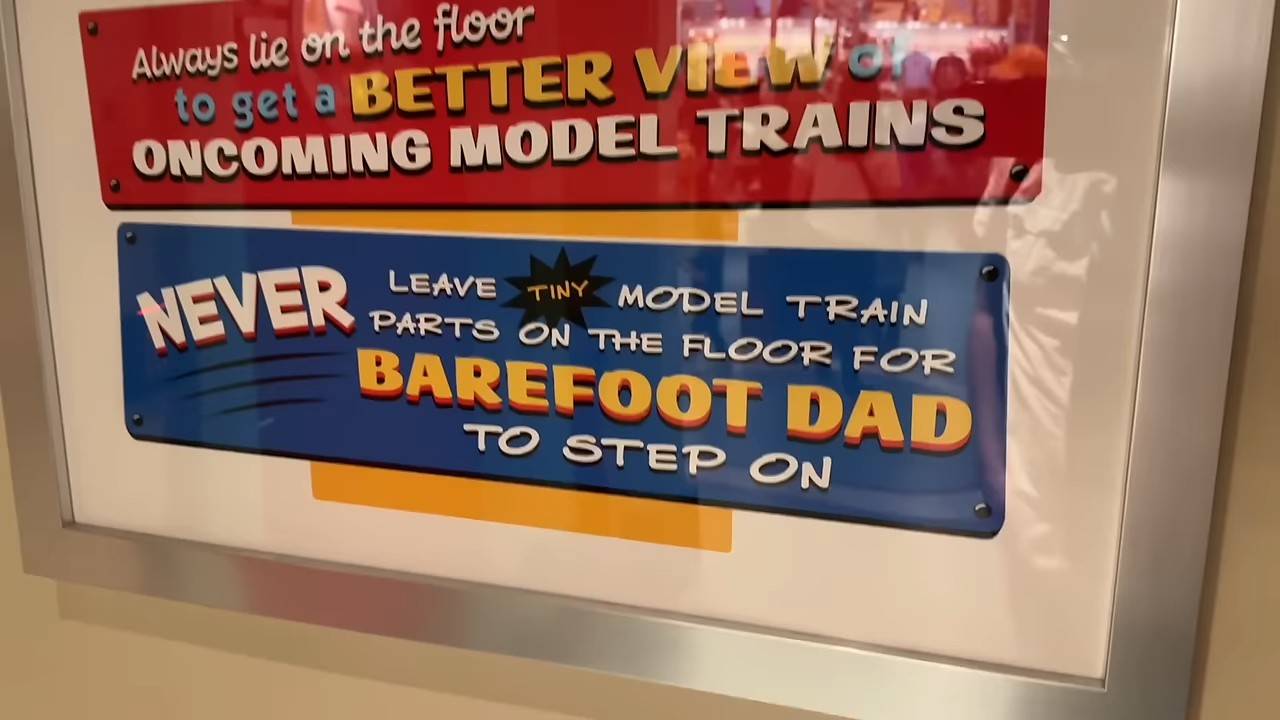 Always lie on the floor
to get a BETTER VIEW of
ONCOMING MODEL TRAINS
NEVER LEAVE TINY MODEL TRAIN
PARTS ON THE FLOOR FOR
BAREFOOT DAD
TO STEP ON